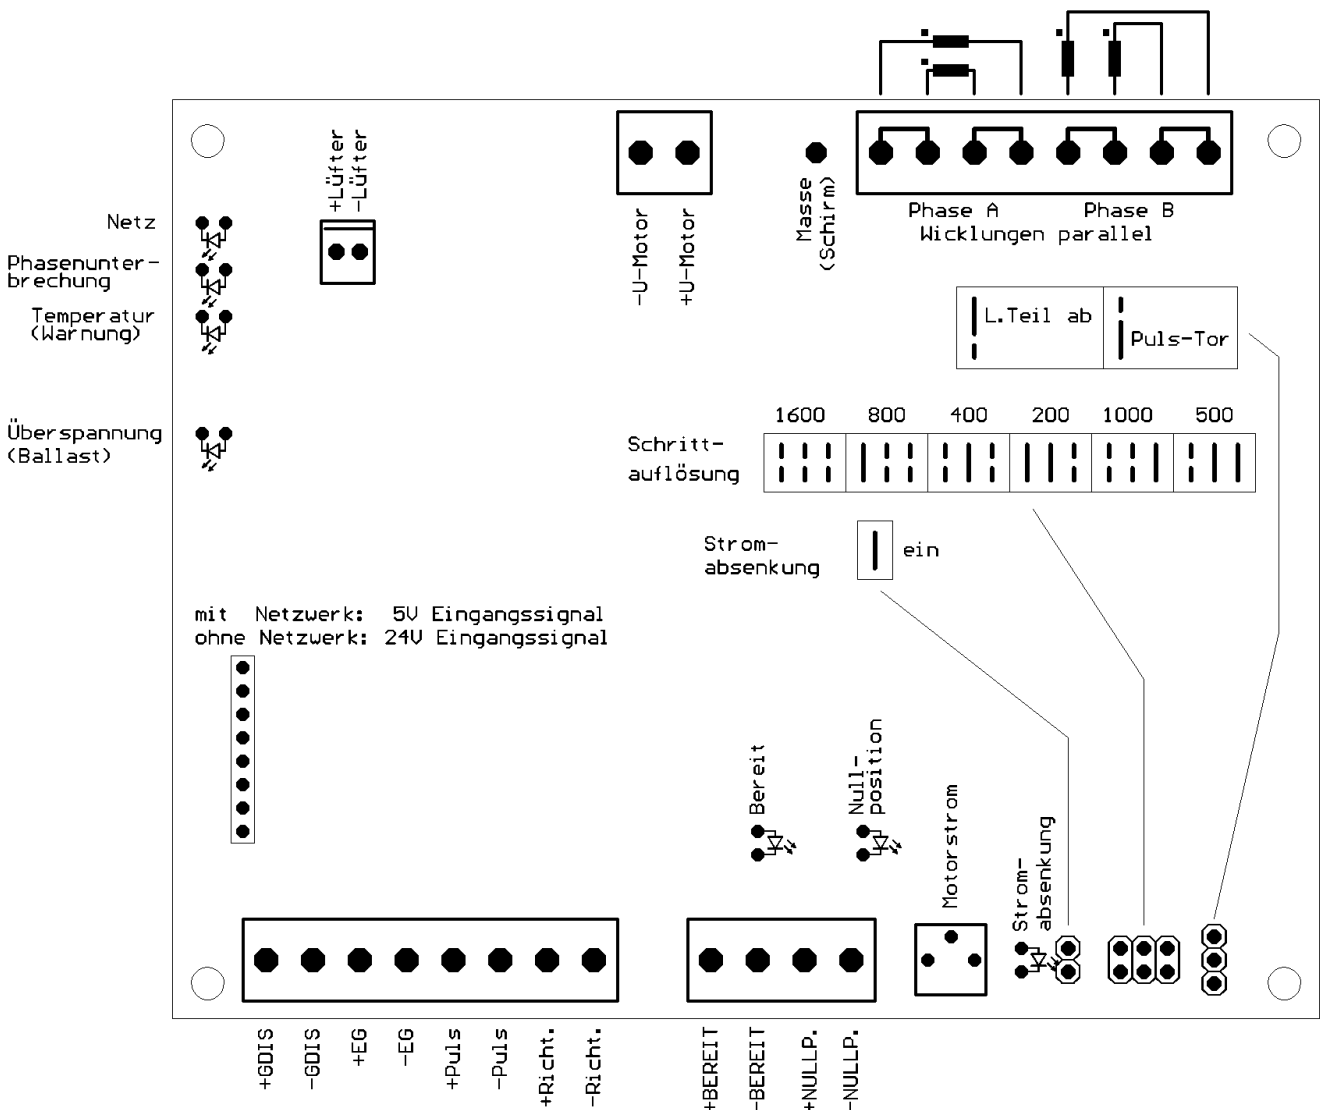 +Lüfter
-Lüfter
-U-Motor
+U-Motor
Masse
(Schirm)
Phase A
Phase B
Wicklungen parallel
Netz
Phasenunter-
brechung
Temperatur
(Warnung)
Überspannung
(Ballast)
L.Teil ab
Puls-Tor
1600
800
400
200
1000
500
Schritt-
auflösung
Strom-
absenkung
ein
mit Netzwerk: 5V Eingangssignal
ohne Netzwerk: 24V Eingangssignal
Bereit
Null-
position
Motorstrom
Strom-
absenkung
+GDIS
-GDIS
+EG
-EG
+Puls
-Puls
+Richt.
-Richt.
+BEREIT
-BEREIT
+NULLP.
-NULLP.